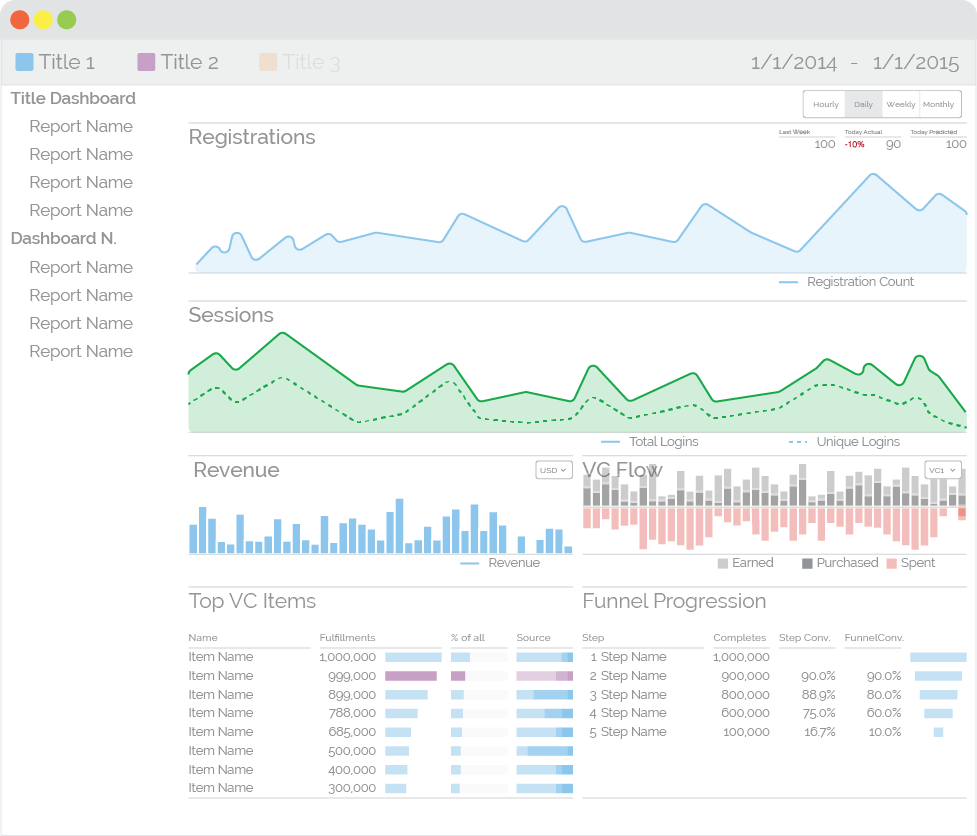 Title 1 Title 2 Title 3 1/1/2014 - 1/1/2015
Title Dashboard
Report Name
Report Name
Report Name
Report Name
Dashboard N.
Report Name
Report Name
Report Name
Report Name
Hourly Daily Weekly Monthly
Registrations
Last Week Today Actual Today Predicted
100 -10% 90 100
Registration Count
Sessions
Total Logins Unique Logins
Revenue USD
Revenue
VC Flow VC1
Earned Purchased Spent
Top VC Items
Name Fulfillments % of all Source
Item Name 1,000,000
Item Name 999,000
Item Name 899,000
Item Name 788,000
Item Name 685,000
Item Name 500,000
Item Name 400,000
Item Name 300,000
Funnel Progression
Step Completes Step Conv. FunnelConv.
1 Step Name 1,000,000
2 Step Name 900,000 90.0% 90.0%
3 Step Name 800,000 88.9% 80.0%
4 Step Name 600,000 75.0% 60.0%
5 Step Name 100,000 16.7% 10.0%